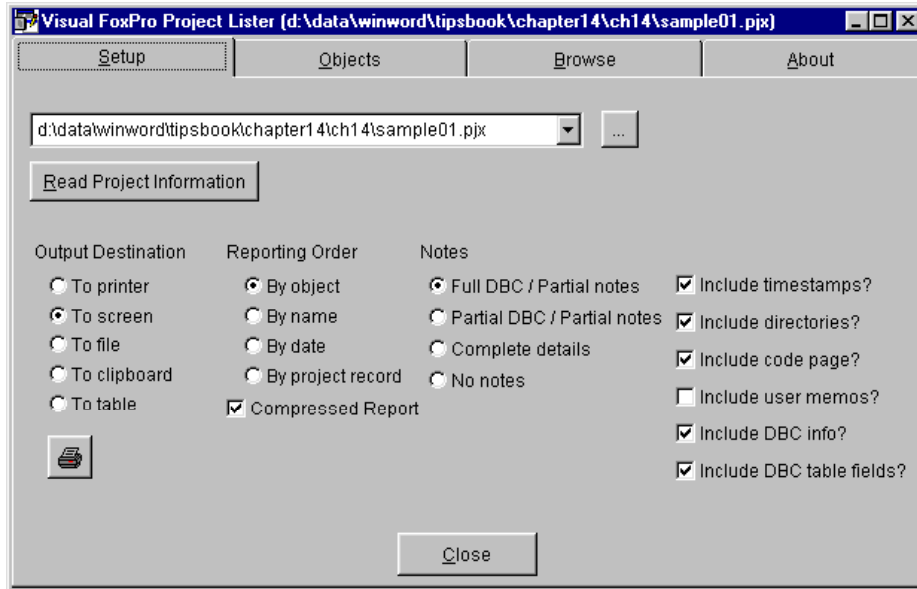 Visual FoxPro Project Lister (d:\data\winword\tipsbook\chapter14\ch14\sample01.pjx)
Setup
Objects
Browse
About
d:\data\winword\tipsbook\chapter14\ch14\sample01.pjx
...
Read Project Information
Output Destination
To printer
To screen
To file
To clipboard
To table
Reporting Order
By object
By name
By date
By project record
Compressed Report
Notes
Full DBC / Partial notes
Partial DBC / Partial notes
Complete details
No notes
Include timestamps?
Include directories?
Include code page?
Include user memos?
Include DBC info?
Include DBC table fields?
Close